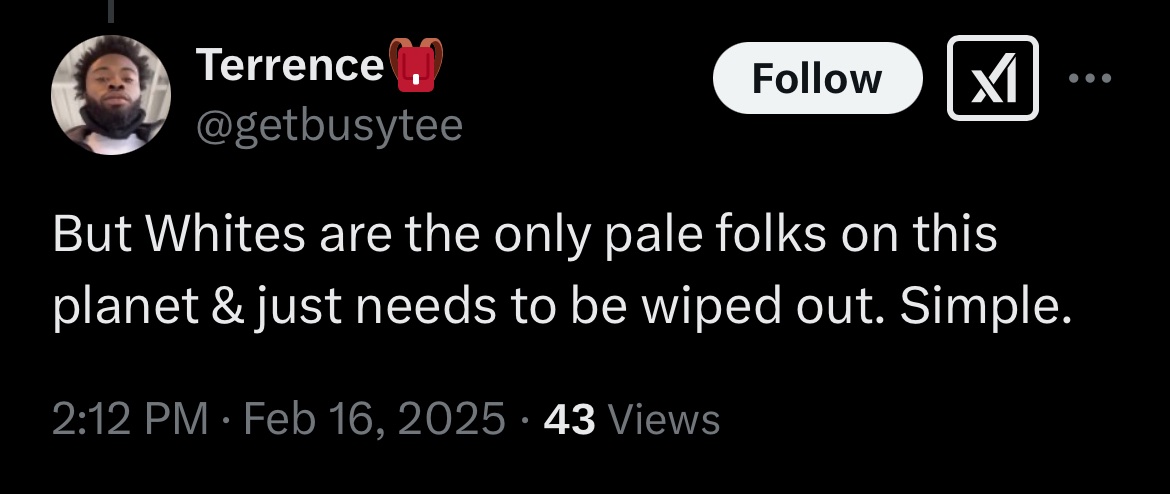 Terrence🎒
@getbusytee
Follow
But Whites are the only pale folks on this
planet & just needs to be wiped out. Simple.
2:12 PM · Feb 16, 2025 · 43 Views